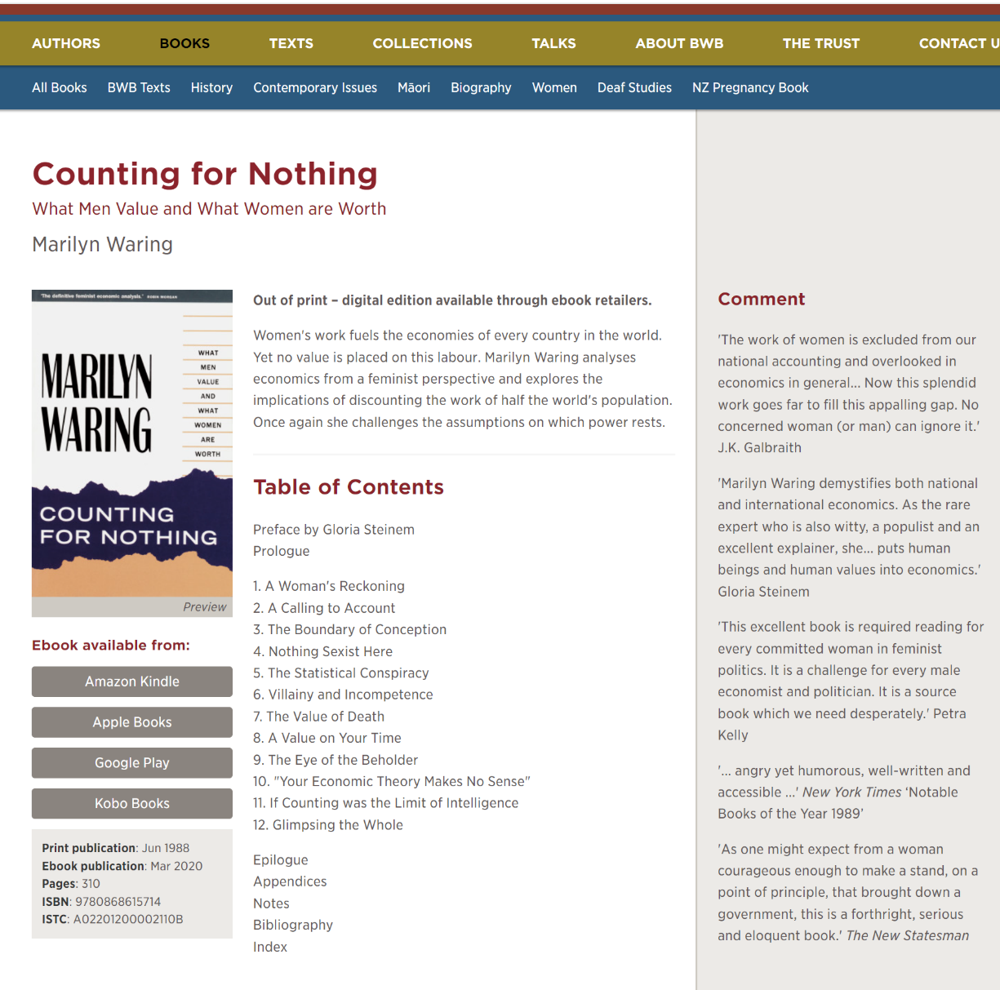 AUTHORS BOOKS TEXTS COLLECTIONS TALKS ABOUT BWB THE TRUST CONTACT U
All Books BWB Texts History Contemporary Issues Māori Biography Women Deaf Studies NZ Pregnancy Book
Counting for Nothing
What Men Value and What Women are Worth
Marilyn Waring
'The definitive feminist economic analysis.' ROBIN MORGAN
MARILYN
WARING
WHAT
MEN
VALUE
AND
WHAT
WOMEN
ARE
WORTH
COUNTING
FOR NOTHING
Preview
Ebook available from:
Amazon Kindle
Apple Books
Google Play
Kobo Books
Print publication: Jun 1988
Ebook publication: Mar 2020
Pages: 310
ISBN: 9780868615714
ISTC: A02201200002110B
Out of print – digital edition available through ebook retailers.
Women's work fuels the economies of every country in the world.
Yet no value is placed on this labour. Marilyn Waring analyses
economics from a feminist perspective and explores the
implications of discounting the work of half the world's population.
Once again she challenges the assumptions on which power rests.
Table of Contents
Preface by Gloria Steinem
Prologue
1. A Woman's Reckoning
2. A Calling to Account
3. The Boundary of Conception
4. Nothing Sexist Here
5. The Statistical Conspiracy
6. Villainy and Incompetence
7. The Value of Death
8. A Value on Your Time
9. The Eye of the Beholder
10. "Your Economic Theory Makes No Sense"
11. If Counting was the Limit of Intelligence
12. Glimpsing the Whole
Epilogue
Appendices
Notes
Bibliography
Index
Comment
'The work of women is excluded from our
national accounting and overlooked in
economics in general... Now this splendid
work goes far to fill this appalling gap. No
concerned woman (or man) can ignore it.'
J.K. Galbraith
'Marilyn Waring demystifies both national
and international economics. As the rare
expert who is also witty, a populist and an
excellent explainer, she... puts human
beings and human values into economics.'
Gloria Steinem
'This excellent book is required reading for
every committed woman in feminist
politics. It is a challenge for every male
economist and politician. It is a source
book which we need desperately.' Petra
Kelly
'... angry yet humorous, well-written and
accessible ...' New York Times ‘Notable
Books of the Year 1989’
'As one might expect from a woman
courageous enough to make a stand, on a
point of principle, that brought down a
government, this is a forthright, serious
and eloquent book.' The New Statesman